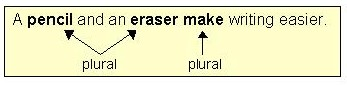 A pencil and an eraser make writing easier.
plural plural